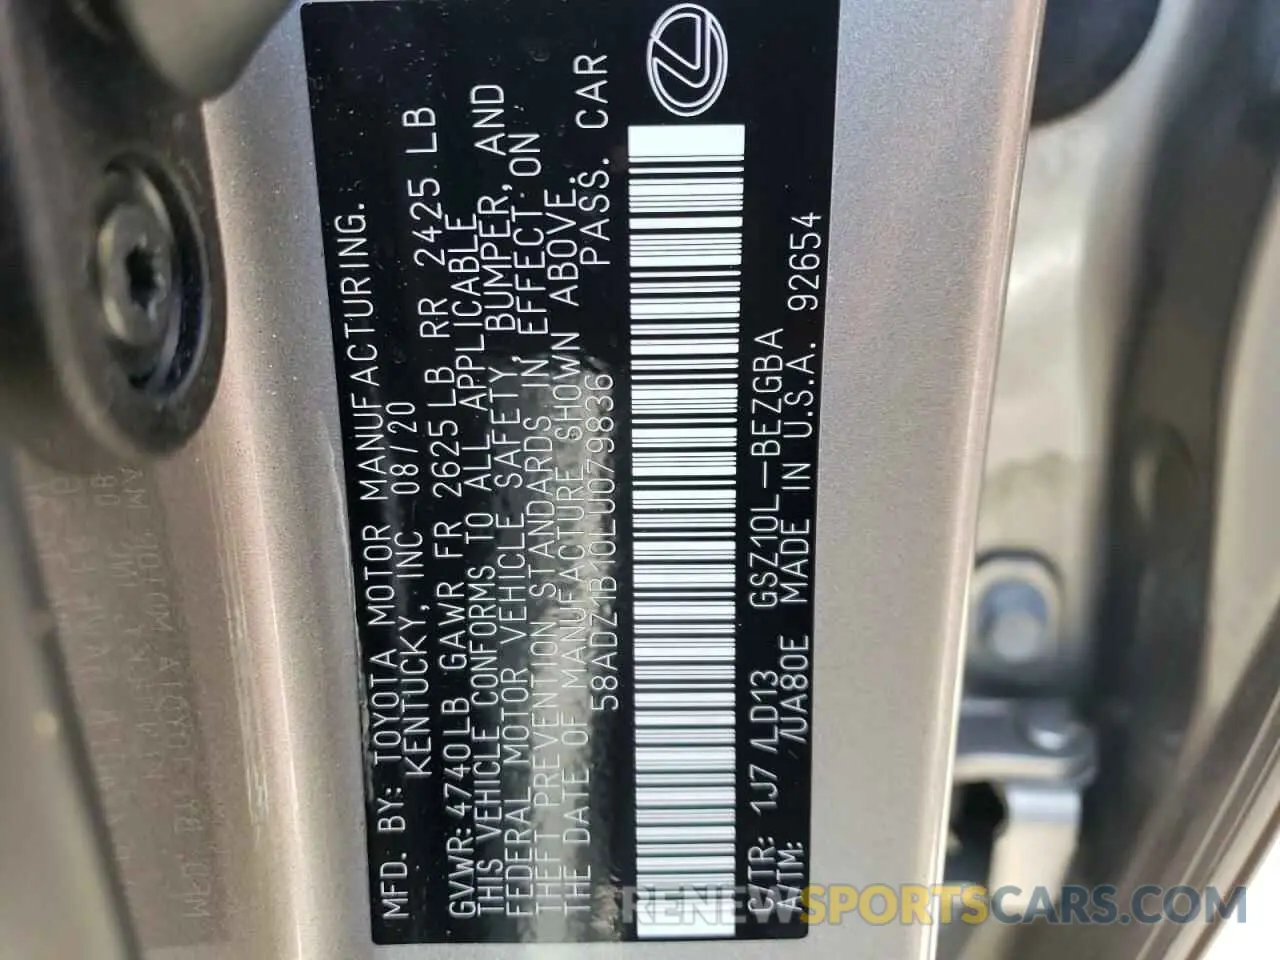 MFD. BY: TOYOTA MOTOR MANUFACTURING.
KENTUCKY, INC 08/20
GVWR: 4740LB GAWR FR 2625LB RR 2425LB
THIS VEHICLE CONFORMS TO ALL APPLICABLE
FEDERAL MOTOR VEHICLE SAFETY, BUMPER, AND
THEFT PREVENTION STANDARDS IN EFFECT ON
THE DATE OF MANUFACTURE SHOWN ABOVE.
58ADZ1B10LU079836 PASS. CAR
C/TR: 1J7 /LD13 GSZ10L-BEZGBA
A/TM: /UA80E MADE IN U.S.A. 92654
RENEWSPORTSCARS.COM